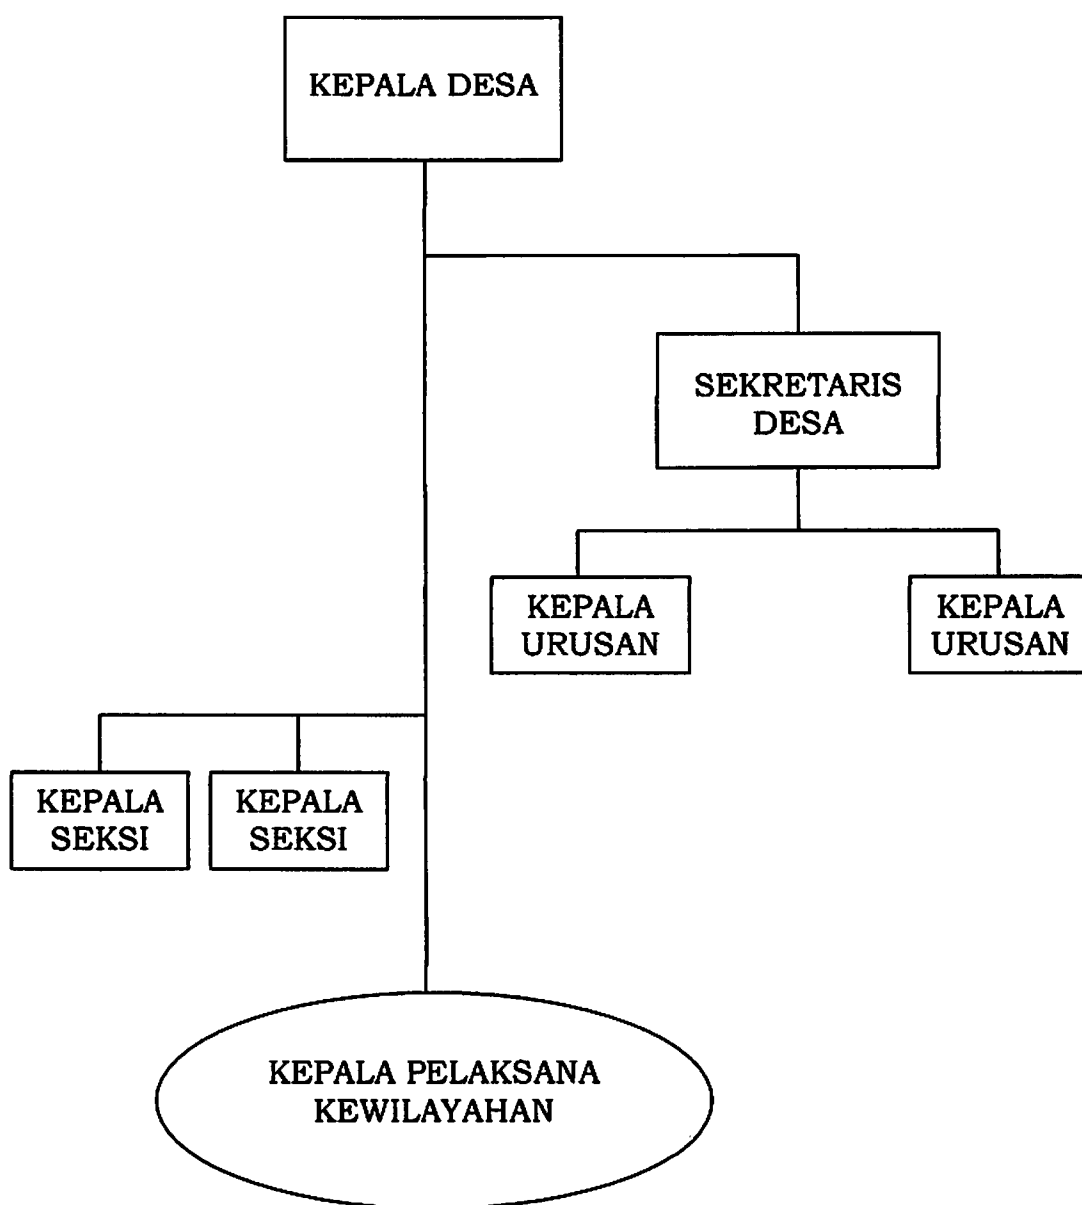 KEPALA DESA
SEKRETARIS
DESA
KEPALA
URUSAN
KEPALA
URUSAN
KEPALA
SEKSI
KEPALA
SEKSI
KEPALA PELAKSANA
KEWILAYAHAN